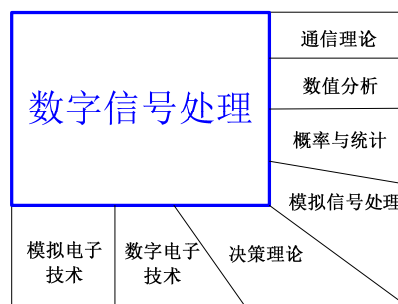 通信理论
数值分析
数字信号处理
概率与统计
模拟信号处理
模拟电子
技术
数字电子
技术
决策理论